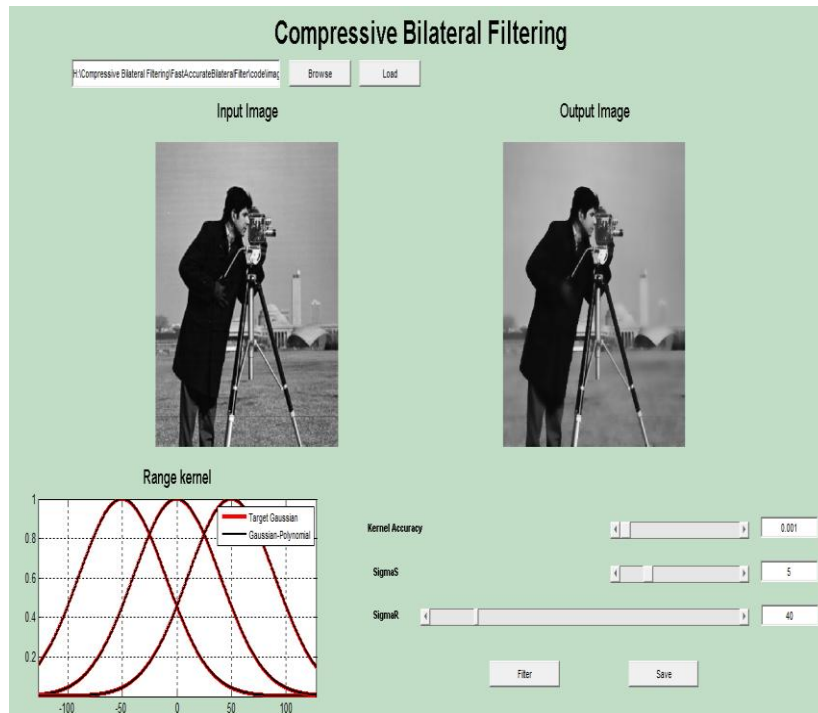 Compressive Bilateral Filtering
H:\Compressive Bilateral Filtering\FastAccurateBilateralFilter\code\imag
Browse
Load
Input Image
Output Image
Range kernel
1
0.8
0.6
0.4
0.2
-100
-50
0
50
100
Target Gaussian
Gaussian-Polynomial
Kernel Accuracy
0.001
SigmaS
5
SigmaR
40
Filter
Save